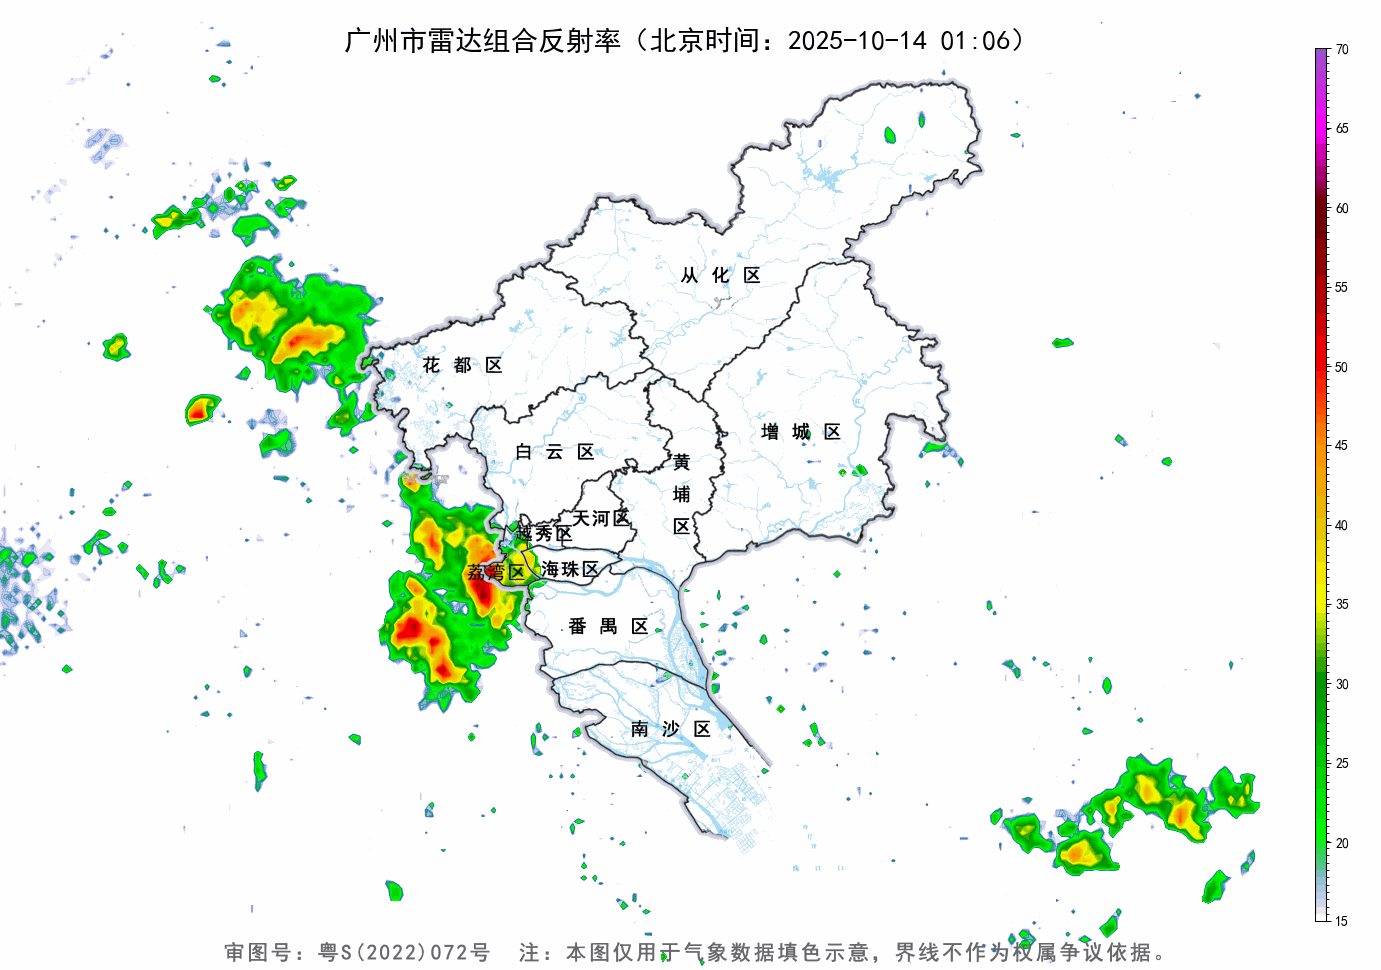 广州市雷达组合反射率（北京时间：2025-10-14 01:06）
70
65
60
55
50
45
40
35
30
25
20
15
从化区
花都区
增城区
白云区
黄埔区
天河区
越秀区
荔湾区
海珠区
番禺区
南沙区
审图号：粤S(2022)072号 注：本图仅用于气象数据填色示意，界线不作为权属争议依据。